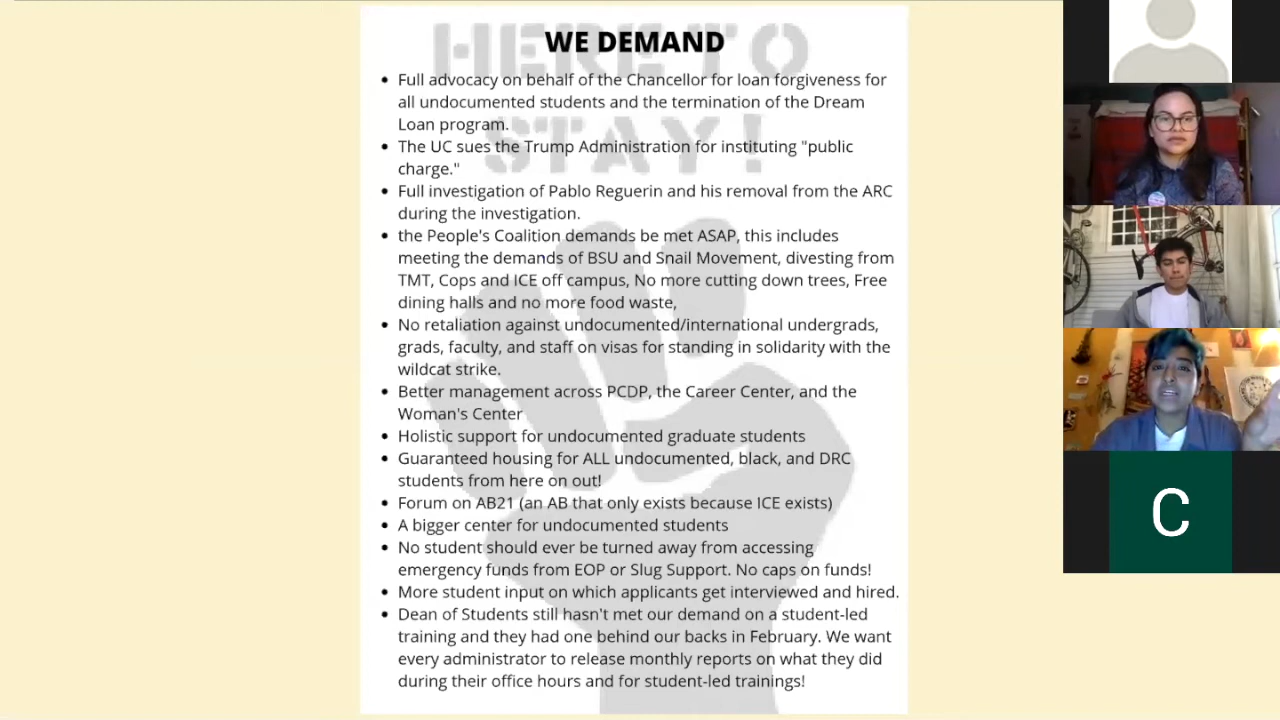 HERE TO
STAY!
WE DEMAND
Full advocacy on behalf of the Chancellor for loan forgiveness for
all undocumented students and the termination of the Dream
Loan program.
The UC sues the Trump Administration for instituting "public
charge."
Full investigation of Pablo Reguerin and his removal from the ARC
during the investigation.
the People's Coalition demands be met ASAP, this includes
meeting the demands of BSU and Snail Movement, divesting from
TMT, Cops and ICE off campus, No more cutting down trees, Free
dining halls and no more food waste,
No retaliation against undocumented/international undergrads,
grads, faculty, and staff on visas for standing in solidarity with the
wildcat strike.
Better management across PCDP, the Career Center, and the
Woman's Center
Holistic support for undocumented graduate students
Guaranteed housing for ALL undocumented, black, and DRC
students from here on out!
Forum on AB21 (an AB that only exists because ICE exists)
A bigger center for undocumented students
No student should ever be turned away from accessing
emergency funds from EOP or Slug Support. No caps on funds!
More student input on which applicants get interviewed and hired.
Dean of Students still hasn't met our demand on a student-led
training and they had one behind our backs in February. We want
every administrator to release monthly reports on what they did
during their office hours and for student-led trainings!
C